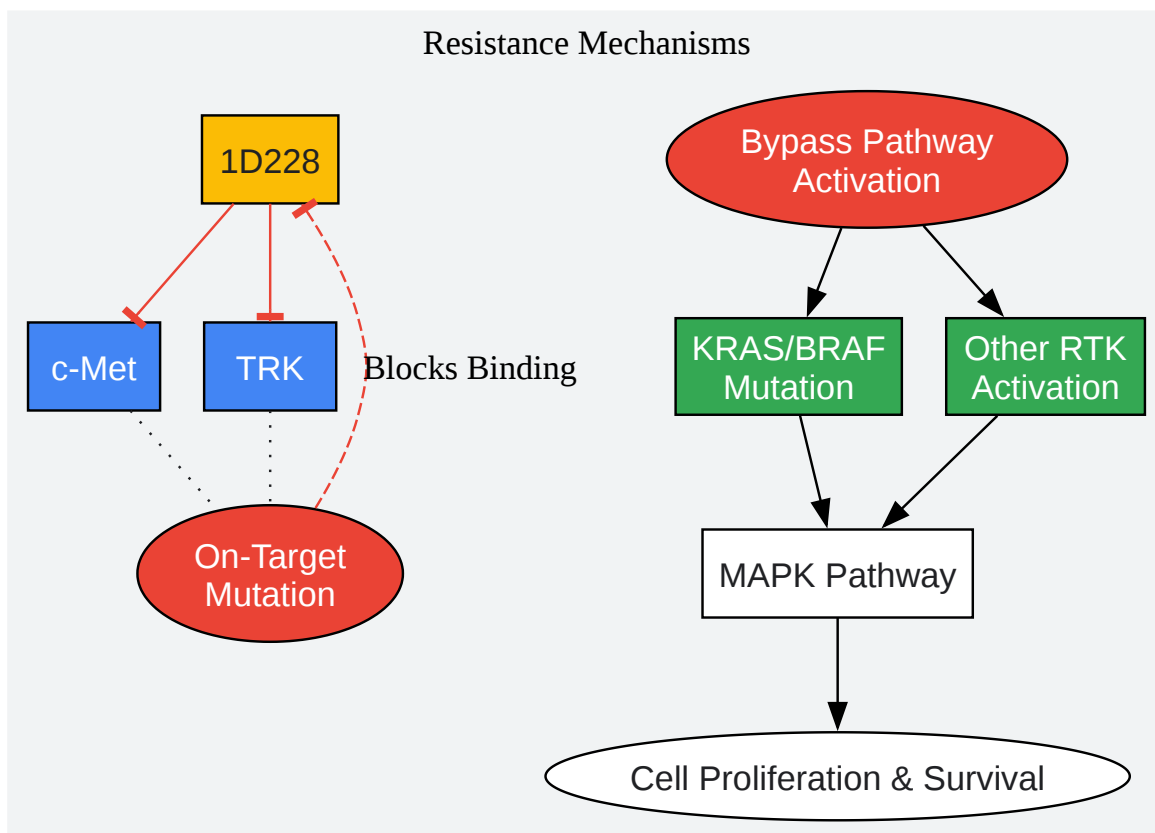 Resistance Mechanisms
1D228
Bypass Pathway
Activation
c-Met
TRK
Blocks Binding
KRAS/BRAF
Mutation
Other RTK
Activation
On-Target
Mutation
MAPK Pathway
Cell Proliferation & Survival